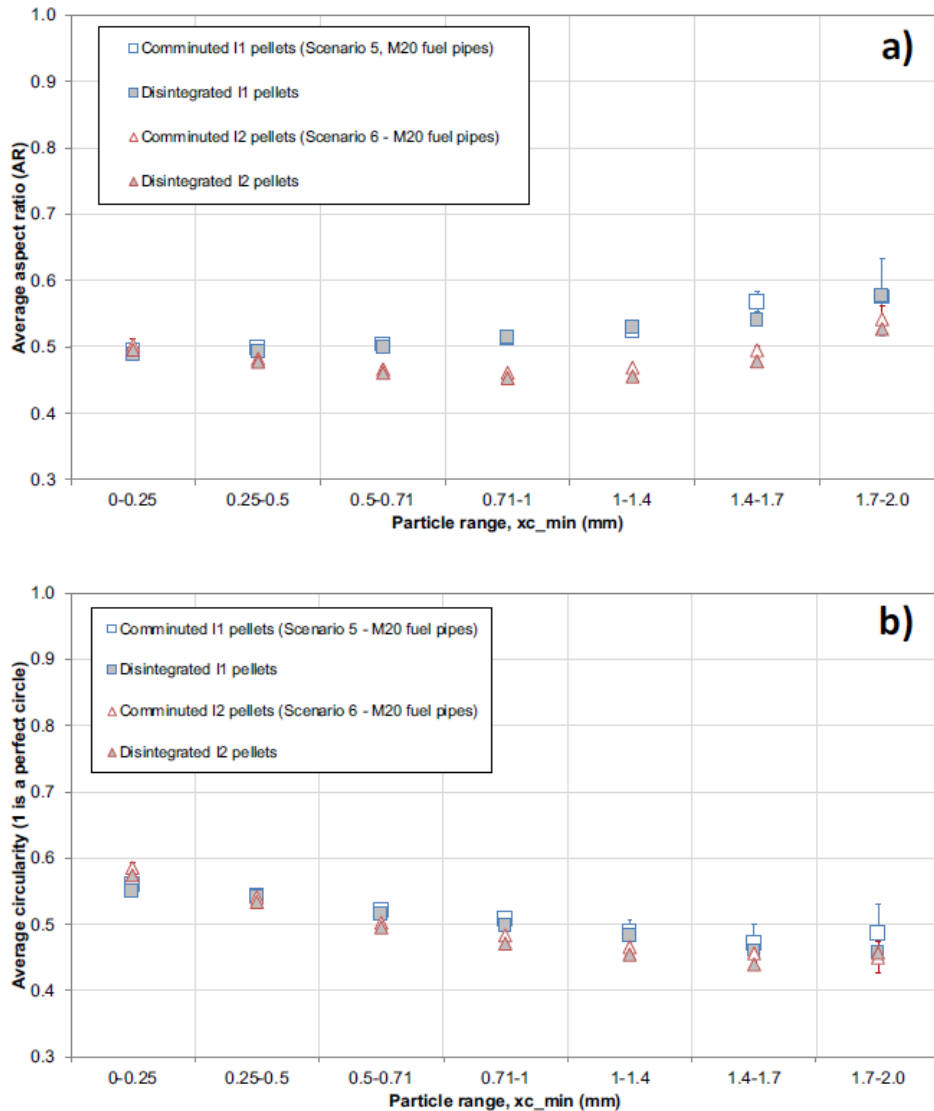 a)
Comminuted I1 pellets (Scenario 5, M20 fuel pipes)
Disintegrated I1 pellets
Comminuted I2 pellets (Scenario 6 - M20 fuel pipes)
Disintegrated I2 pellets
Average aspect ratio (AR)
1.0
0.9
0.8
0.7
0.6
0.5
0.4
0.3
0-0.25 0.25-0.5 0.5-0.71 0.71-1 1-1.4 1.4-1.7 1.7-2.0
Particle range, xc_min (mm)
b)
Comminuted I1 pellets (Scenario 5 - M20 fuel pipes)
Disintegrated I1 pellets
Comminuted I2 pellets (Scenario 6 - M20 fuel pipes)
Disintegrated I2 pellets
Average circularity (1 is a perfect circle)
1.0
0.9
0.8
0.7
0.6
0.5
0.4
0.3
0-0.25 0.25-0.5 0.5-0.71 0.71-1 1-1.4 1.4-1.7 1.7-2.0
Particle range, xc_min (mm)